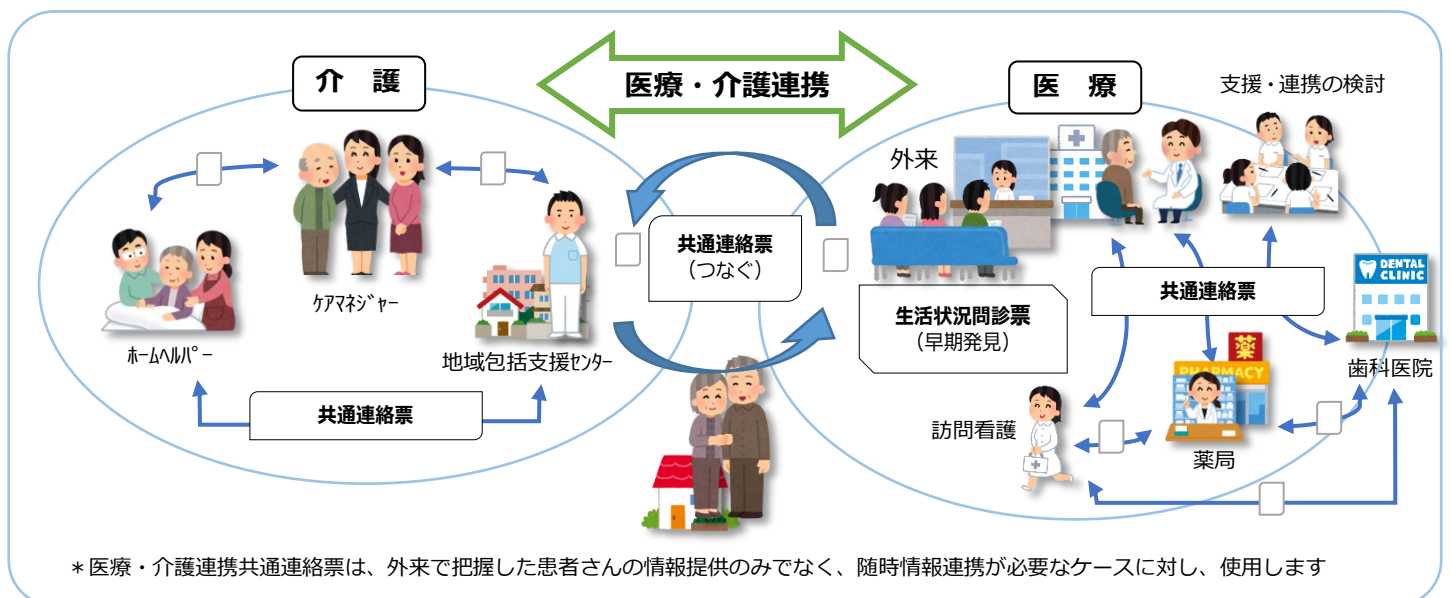 介 護
医療・介護連携
医 療
支援・連携の検討
外来
共通連絡票
(つなぐ)
ｹｱﾏﾈｼﾞｬｰ
ﾎｰﾑﾍﾙﾊﾟｰ
地域包括支援ｾﾝﾀｰ
共通連絡票
生活状況問診票
(早期発見)
共通連絡票
DENTAL
CLINIC
歯科医院
薬
PHARMACY
薬局
訪問看護
＊医療・介護連携共通連絡票は、外来で把握した患者さんの情報提供のみでなく、随時情報連携が必要なケースに対し、使用します